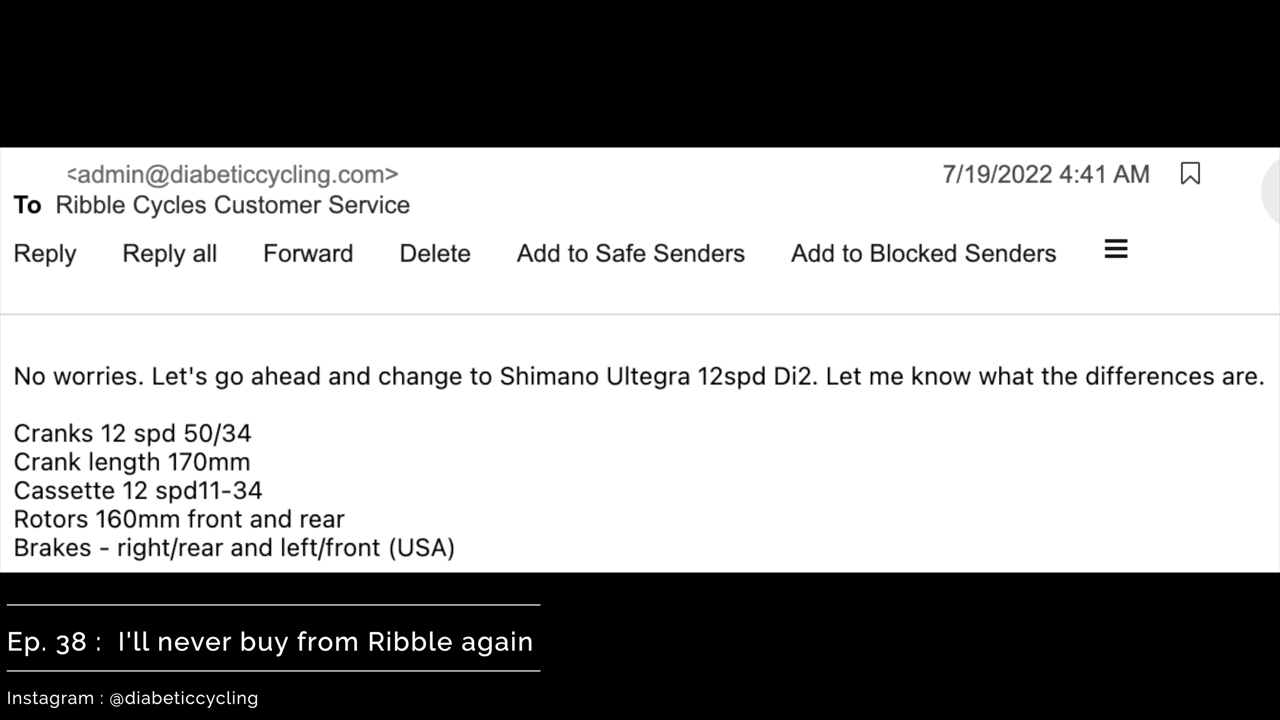 <admin@diabeticcycling.com>
7/19/2022 4:41 AM
To Ribble Cycles Customer Service
Reply Reply all Forward Delete Add to Safe Senders Add to Blocked Senders
No worries. Let's go ahead and change to Shimano Ultegra 12spd Di2. Let me know what the differences are.
Cranks 12 spd 50/34
Crank length 170mm
Cassette 12 spd11-34
Rotors 160mm front and rear
Brakes - right/rear and left/front (USA)
Ep. 38 : I'll never buy from Ribble again
Instagram : @diabeticcycling